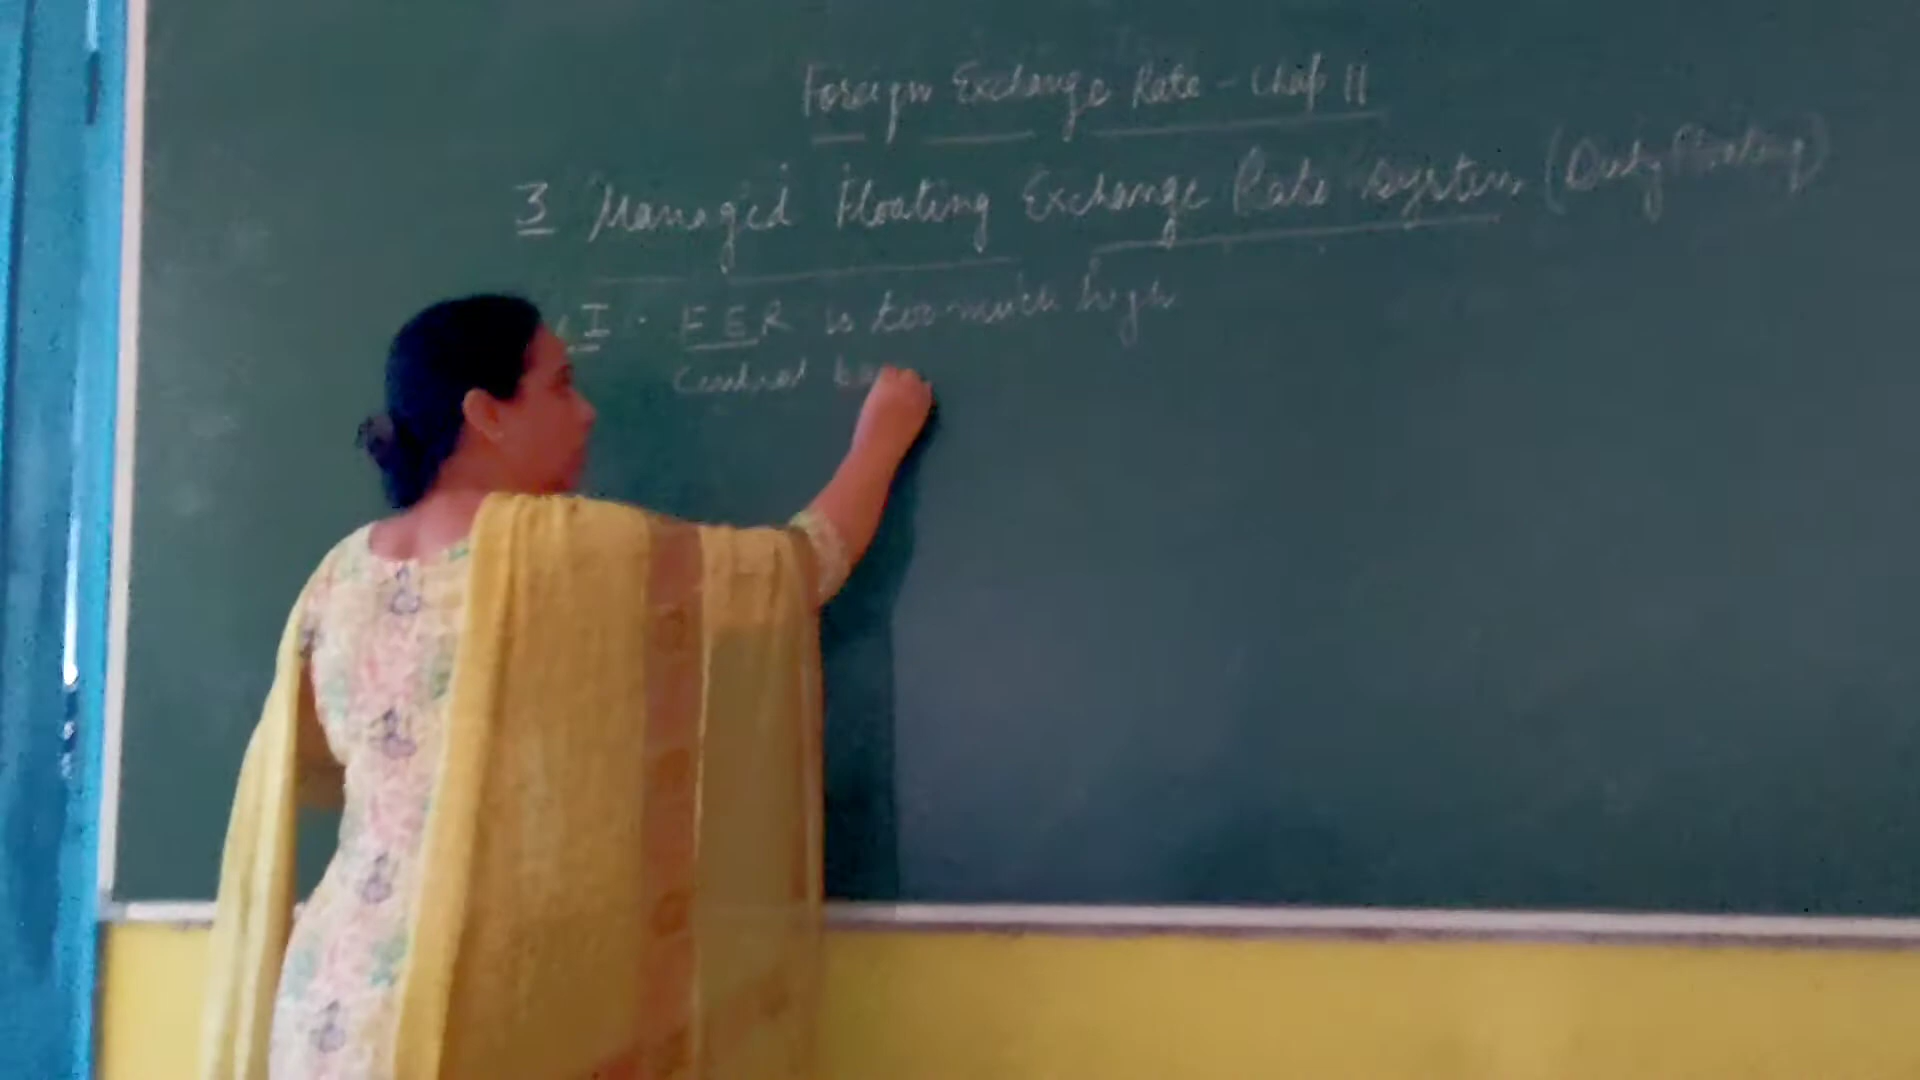 Foreign Exchange Rate - Chap 11
3 Managed Floating Exchange Rate System (Dirty Floating)
I. FER is too much high
Central